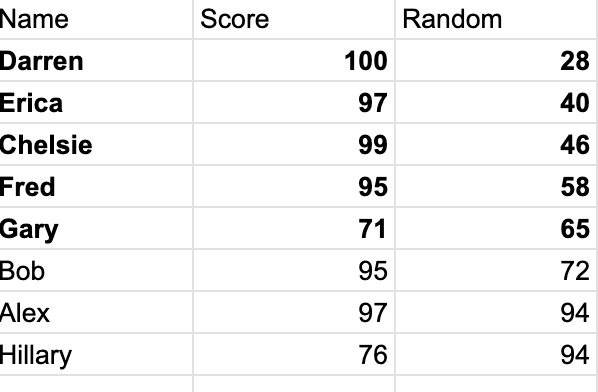 Name Score Random
Darren 100 28
Erica 97 40
Chelsie 99 46
Fred 95 58
Gary 71 65
Bob 95 72
Alex 97 94
Hillary 76 94